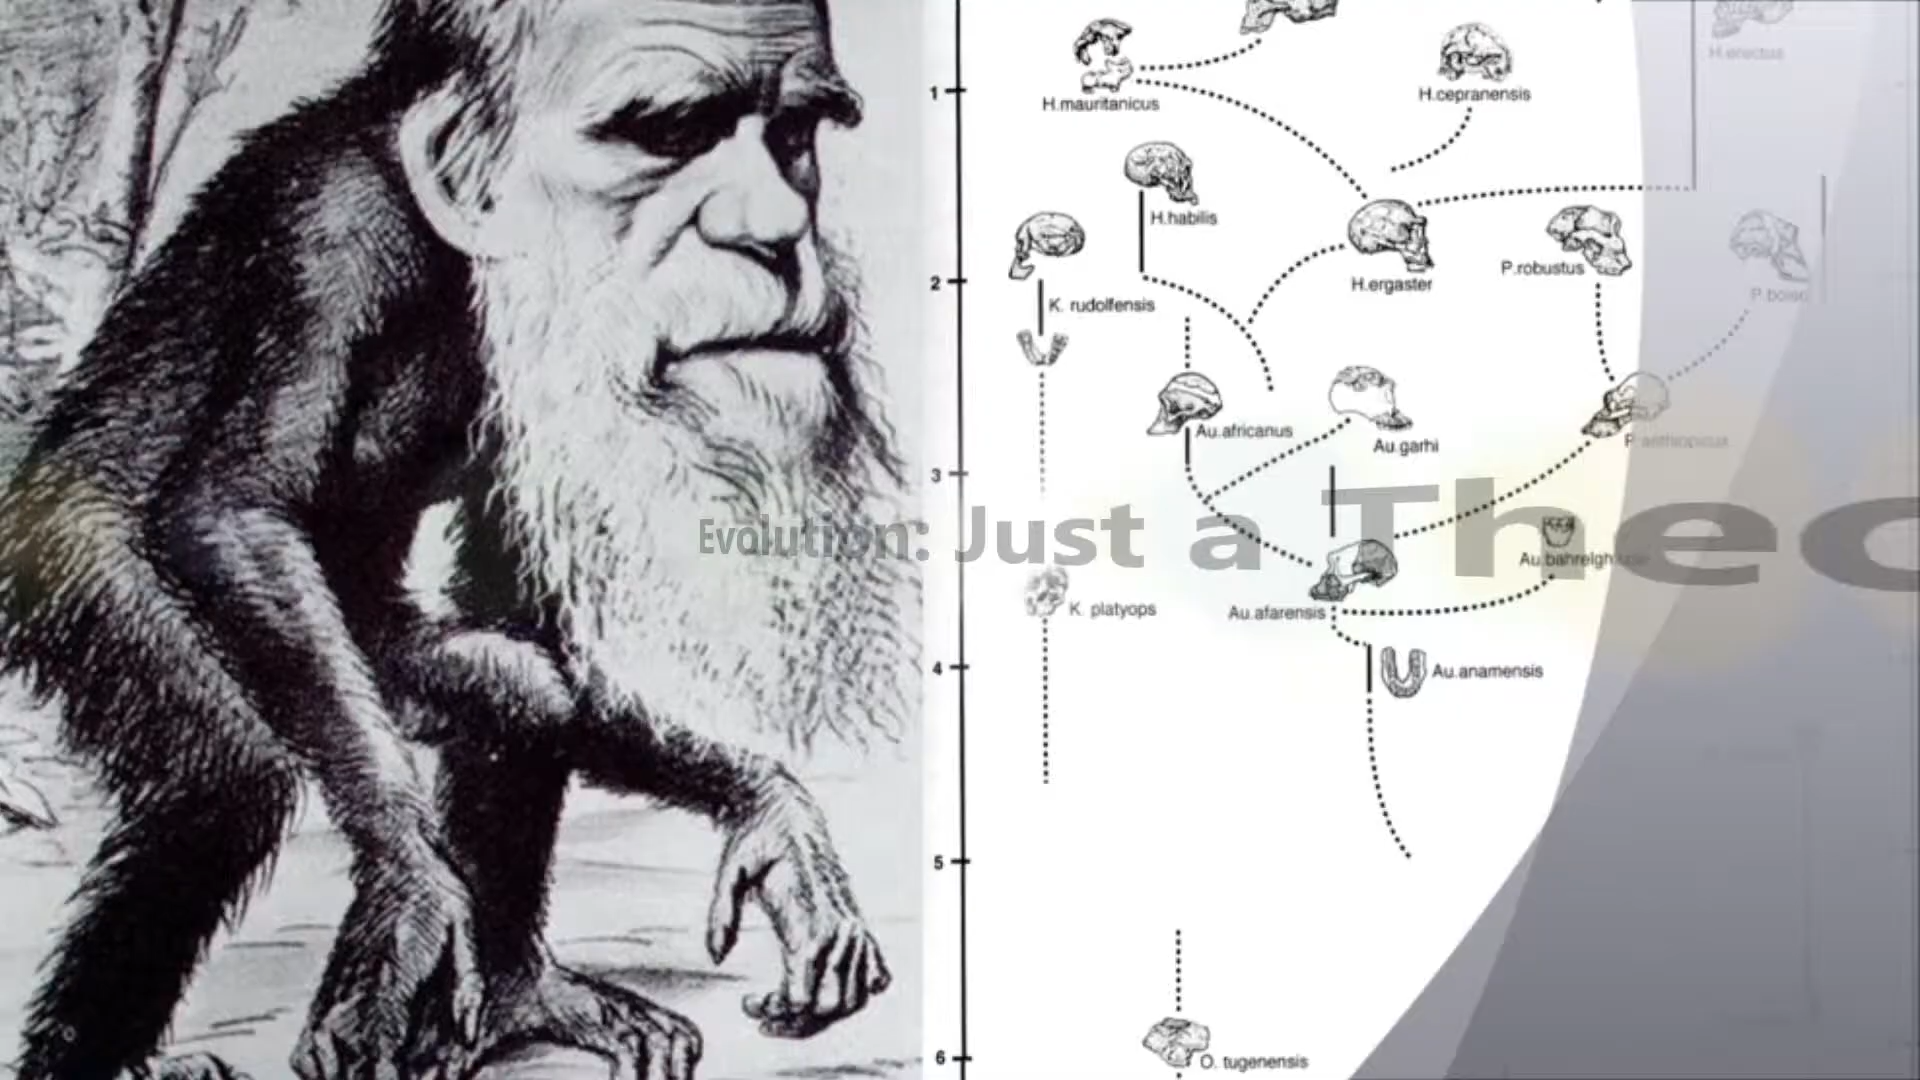 H.erectus
1
H.mauritanicus
H.cepranensis
H.habilis
H.ergaster
P.robustus
2
K. rudolfensis
Au.africanus
Au.garhi
3
Evolution: Just a
K. platyops
Au.afarensis
4
Au.anamensis
5
6
O. tugenensis